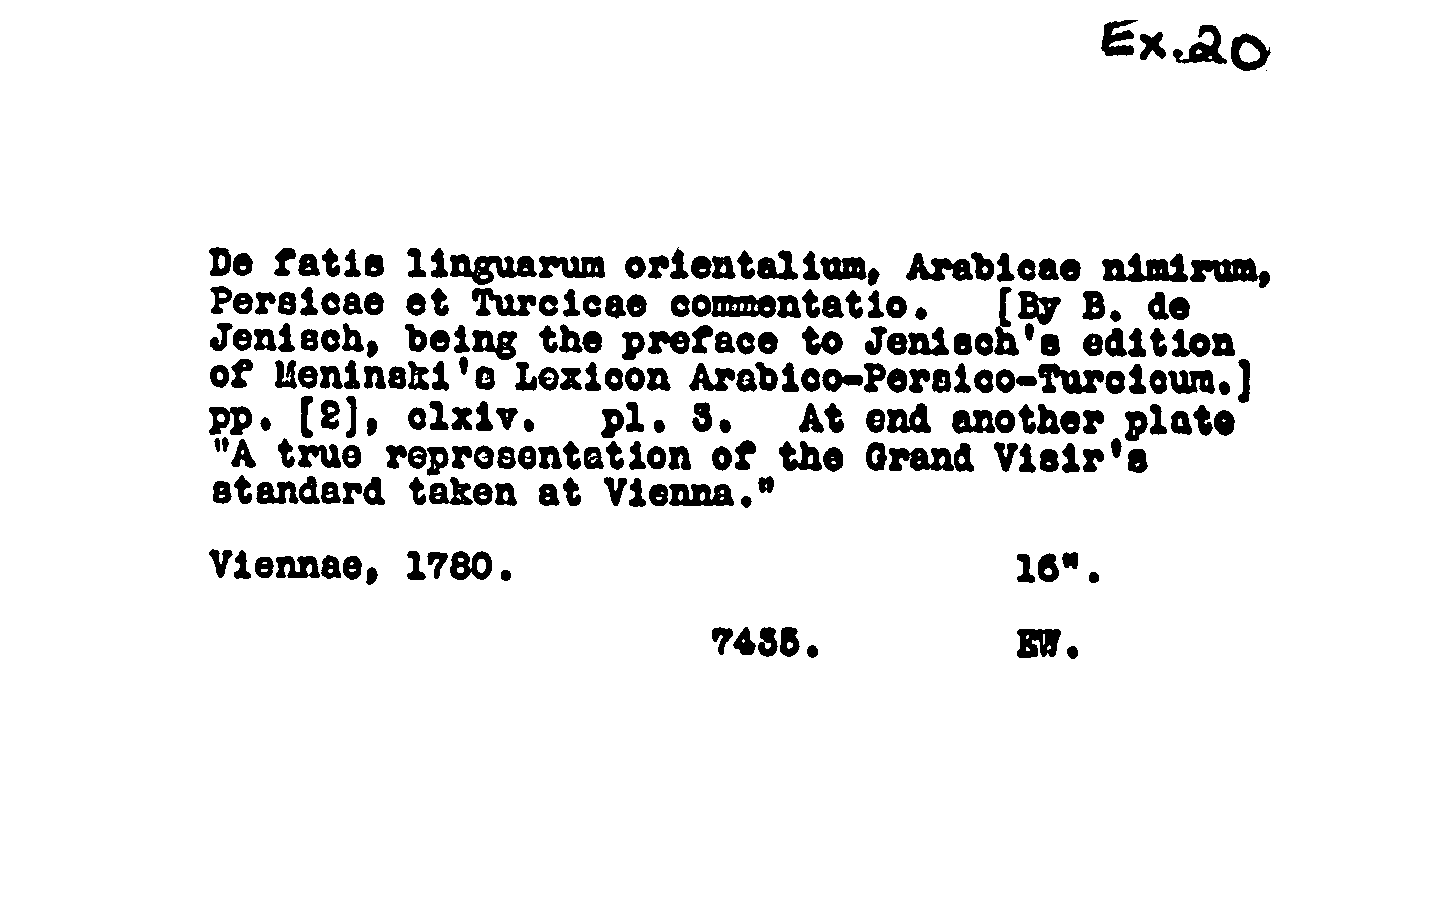 Ex.20
De fatis linguarum orientalium, Arabicae nimirum,
Persicae et Turcicae commentatio. [By B. de
Jenisch, being the preface to Jenisch's edition
of Meninski's Lexicon Arabico-Persico-Turcicum.]
pp. [2], clxiv. pl. 3. At end another plate
"A true representation of the Grand Visir's
standard taken at Vienna."
Viennae, 1780. 16".
7435. EW.